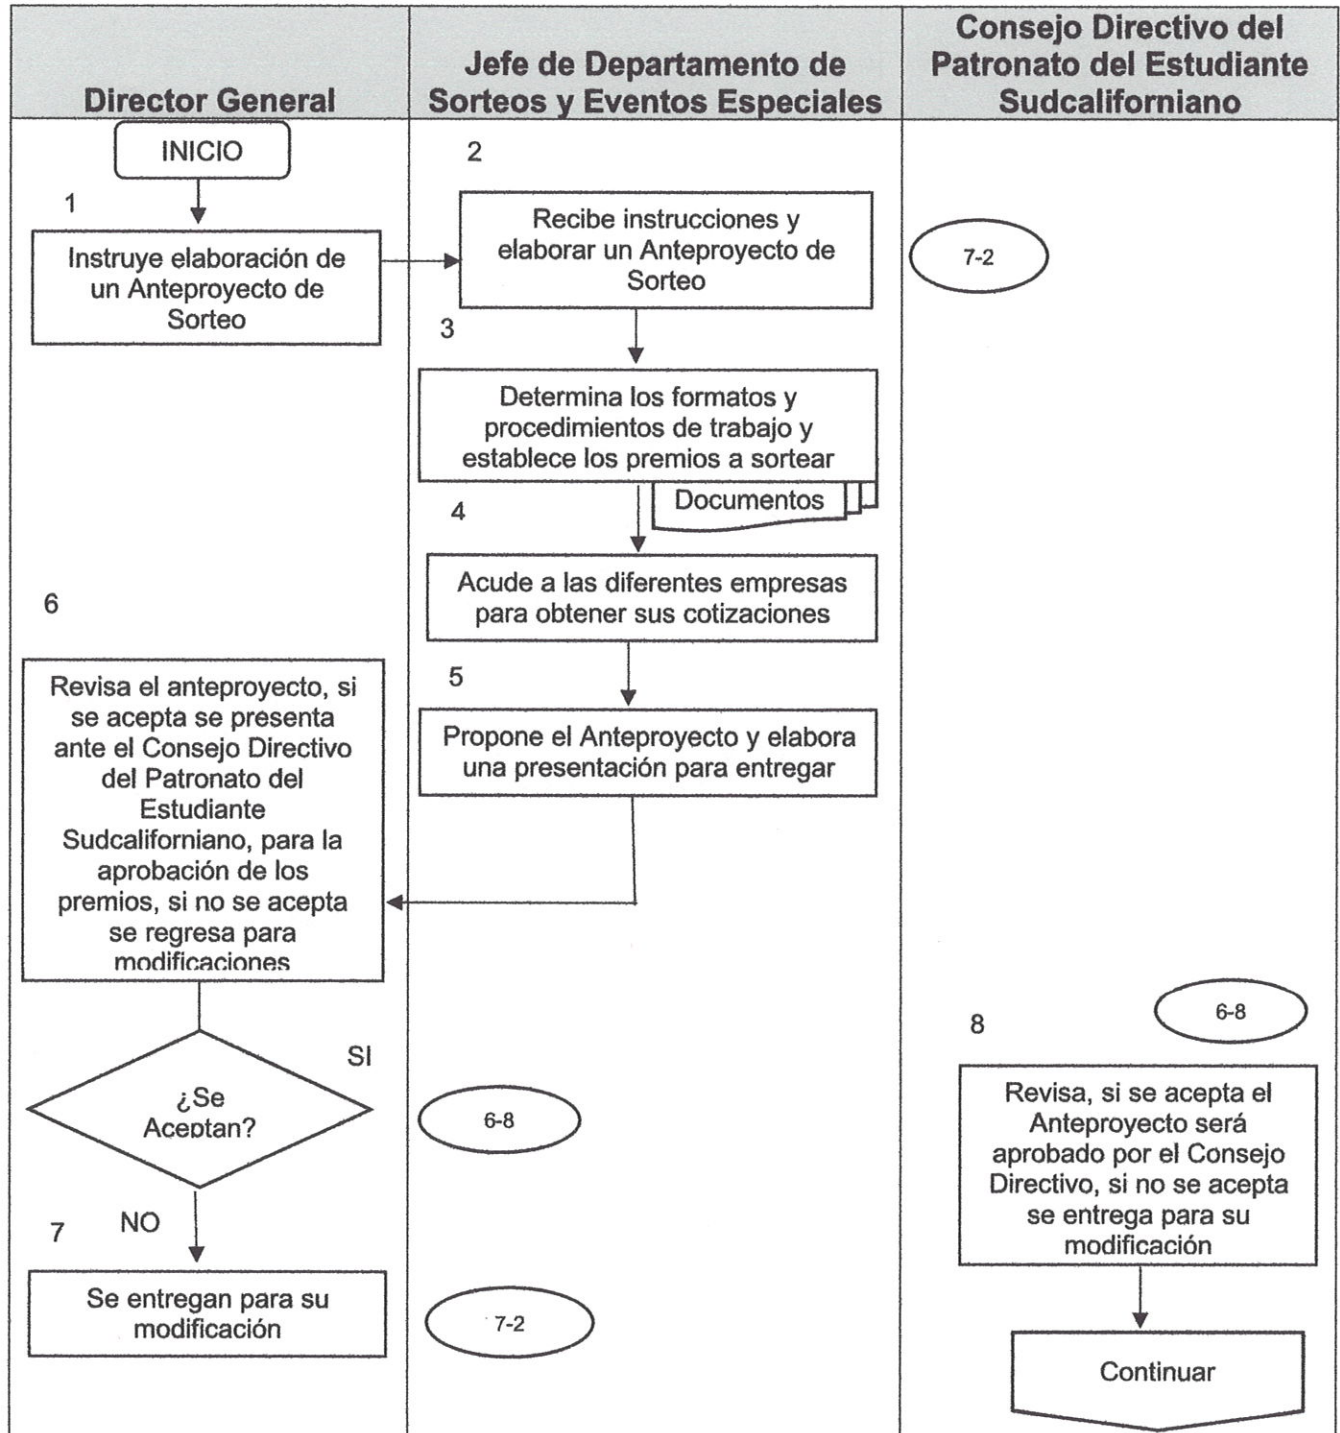 Director General
Jefe de Departamento de
Sorteos y Eventos Especiales
Consejo Directivo del
Patronato del Estudiante
Sudcaliforniano
INICIO
1
Instruye elaboración de
un Anteproyecto de
Sorteo
2
Recibe instrucciones y
elaborar un Anteproyecto de
Sorteo
7-2
3
Determina los formatos y
procedimientos de trabajo y
establece los premios a sortear
Documentos
4
Acude a las diferentes empresas
para obtener sus cotizaciones
5
Propone el Anteproyecto y elabora
una presentación para entregar
6
Revisa el anteproyecto, si
se acepta se presenta
ante el Consejo Directivo
del Patronato del
Estudiante
Sudcaliforniano, para la
aprobación de los
premios, si no se acepta
se regresa para
modificaciones
¿Se
Aceptan?
SI
6-8
NO
7
Se entregan para su
modificación
7-2
6-8
8
Revisa, si se acepta el
Anteproyecto será
aprobado por el Consejo
Directivo, si no se acepta
se entrega para su
modificación
Continuar